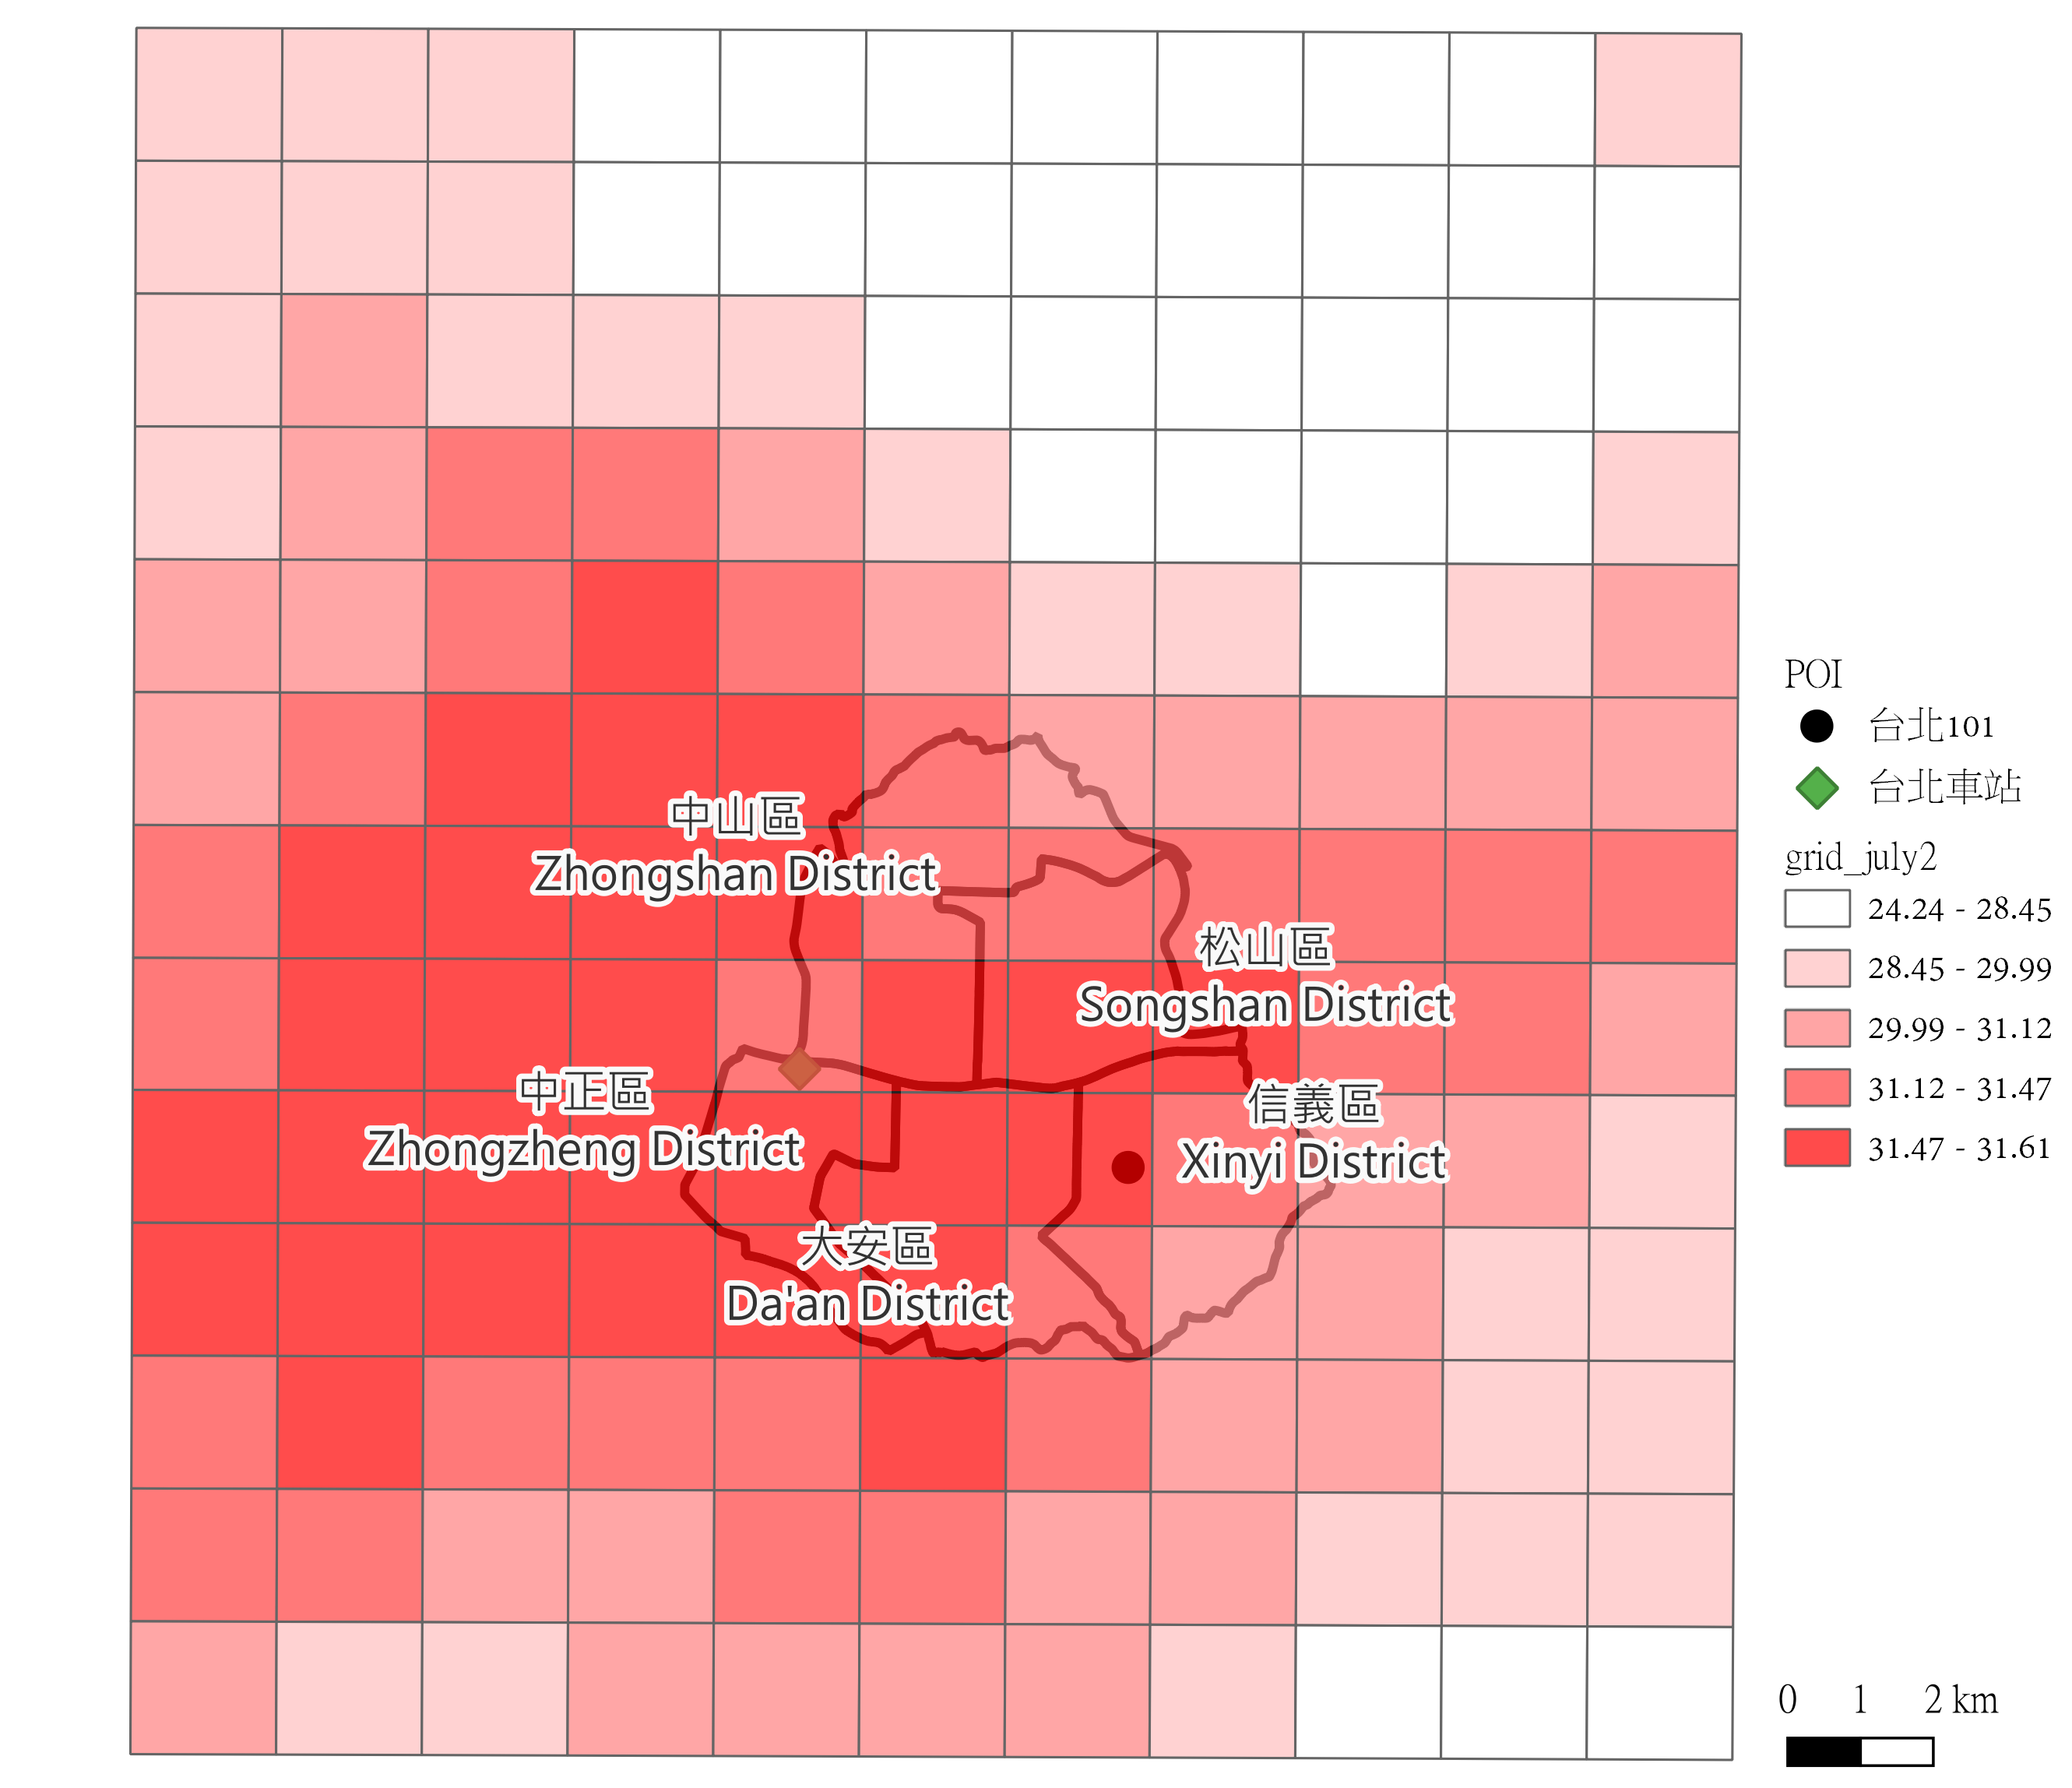 中山區
Zhongshan District
松山區
Songshan District
中正區
Zhongzheng District
信義區
Xinyi District
大安區
Da'an District
POI
台北101
台北車站
grid_july2
24.24 - 28.45
28.45 - 29.99
29.99 - 31.12
31.12 - 31.47
31.47 - 31.61
0 1 2 km